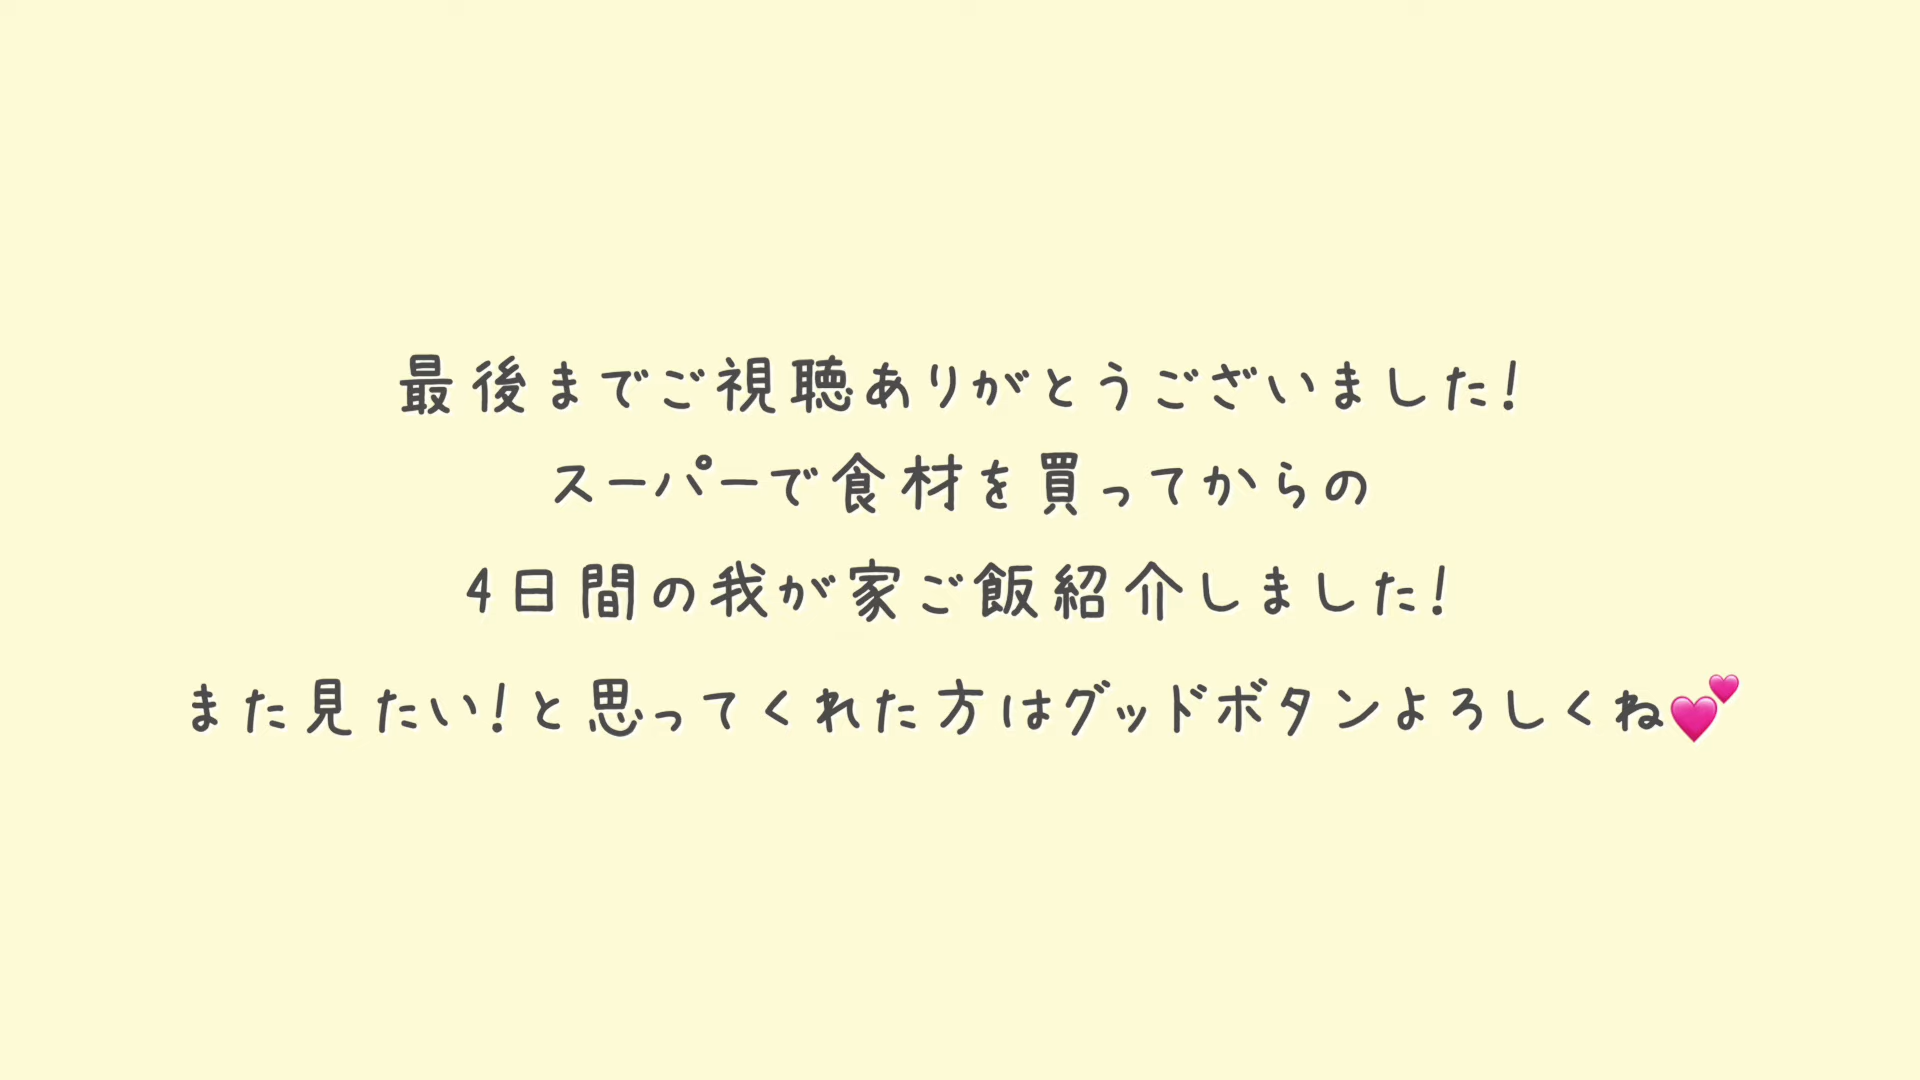 最後までご視聴ありがとうございました!
スーパーで食材を買ってからの
4日間の我が家ご飯紹介しました!
また見たい!と思ってくれた方はグッドボタンよろしくね💕